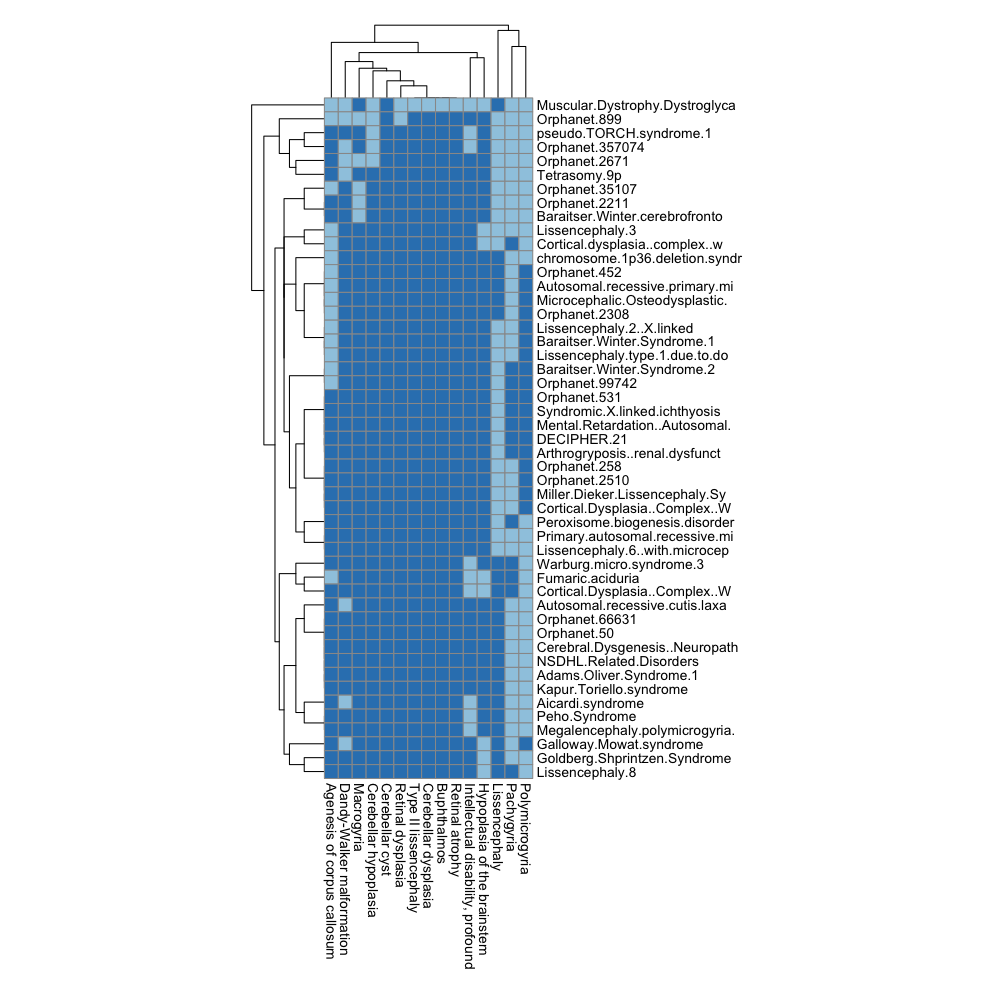 Muscular.Dystrophy.Dystroglyca
Orphanet.899
pseudo.TORCH.syndrome.1
Orphanet.357074
Orphanet.2671
Tetrasomy.9p
Orphanet.35107
Orphanet.2211
Baraitser.Winter.cerebrofronto
Lissencephaly.3
Cortical.dysplasia..complex..w
chromosome.1p36.deletion.syndr
Orphanet.452
Autosomal.recessive.primary.mi
Microcephalic.Osteodysplastic.
Orphanet.2308
Lissencephaly.2..X.linked
Baraitser.Winter.Syndrome.1
Lissencephaly.type.1.due.to.do
Baraitser.Winter.Syndrome.2
Orphanet.99742
Orphanet.531
Syndromic.X.linked.ichthyosis
Mental.Retardation..Autosomal.
DECIPHER.21
Arthrogryposis..renal.dysfunct
Orphanet.258
Orphanet.2510
Miller.Dieker.Lissencephaly.Sy
Cortical.Dysplasia..Complex..W
Peroxisome.biogenesis.disorder
Primary.autosomal.recessive.mi
Lissencephaly.6..with.microcep
Warburg.micro.syndrome.3
Fumaric.aciduria
Cortical.Dysplasia..Complex..W
Autosomal.recessive.cutis.laxa
Orphanet.66631
Orphanet.50
Cerebral.Dysgenesis..Neuropath
NSDHL.Related.Disorders
Adams.Oliver.Syndrome.1
Kapur.Toriello.syndrome
Aicardi.syndrome
Peho.Syndrome
Megalencephaly.polymicrogyria.
Galloway.Mowat.syndrome
Goldberg.Shprintzen.Syndrome
Lissencephaly.8
Agenesis of corpus callosum
Dandy-Walker malformation
Macrogyria
Cerebellar hypoplasia
Cerebellar cyst
Retinal dysplasia
Type II lissencephaly
Cerebellar dysplasia
Buphthalmos
Retinal atrophy
Intellectual disability, profound
Hypoplasia of the brainstem
Lissencephaly
Pachygyria
Polymicrogyria